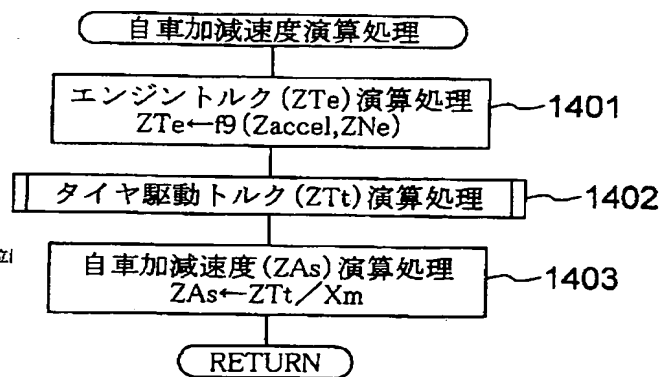 自車加減速度演算処理
エンジントルク(ZTe)演算処理
ZTe←f9(Zaccel,ZNe)
1401
タイヤ駆動トルク(ZTt)演算処理
1402
自車加減速度(ZAs)演算処理
ZAs←ZTt／Xm
1403
RETURN